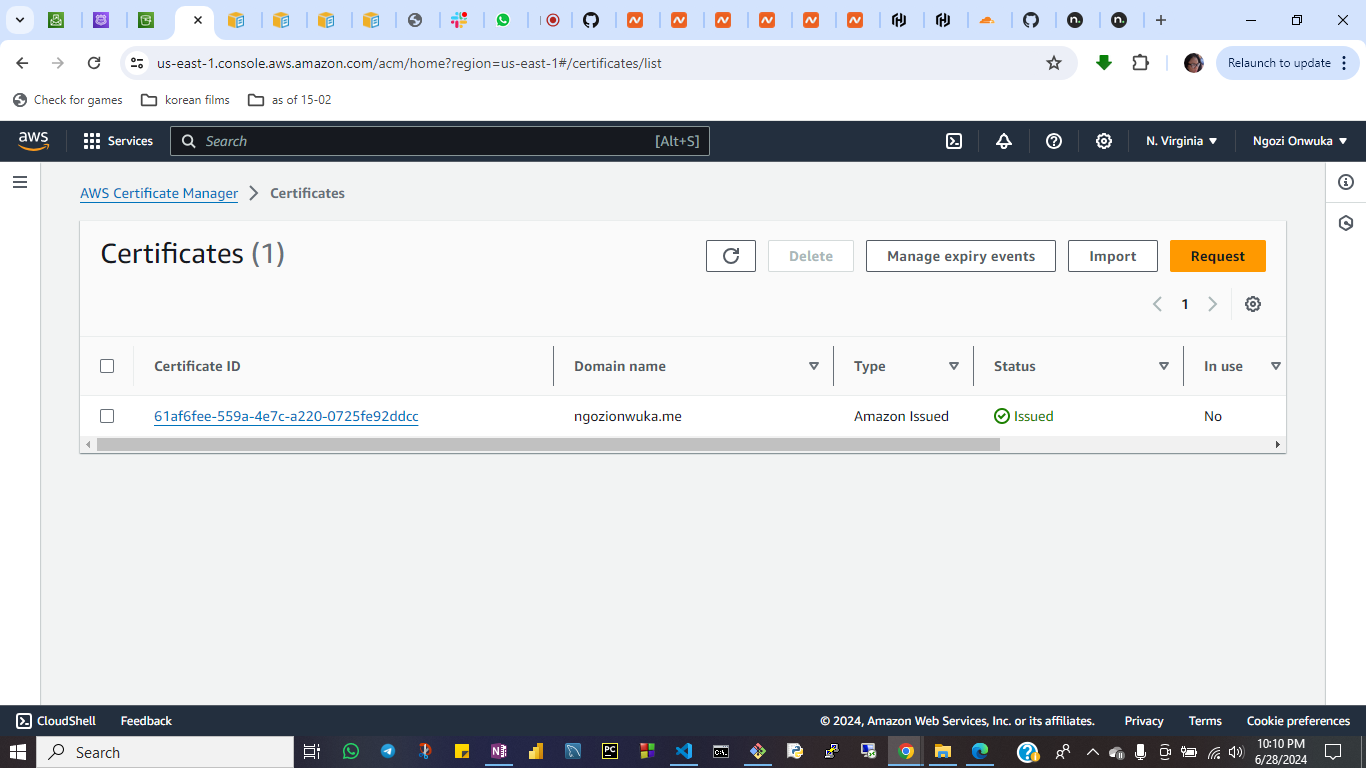 us-east-1.console.aws.amazon.com/acm/home?region=us-east-1#/certificates/list
Relaunch to update
Check for games
korean films
as of 15-02
aws
Services
Search
[Alt+S]
N. Virginia
Ngozi Onwuka
AWS Certificate Manager
Certificates
Certificates (1)
Delete
Manage expiry events
Import
Request
1
Certificate ID
Domain name
Type
Status
In use
61af6fee-559a-4e7c-a220-0725fe92ddcc
ngozionwuka.me
Amazon Issued
Issued
No
CloudShell
Feedback
© 2024, Amazon Web Services, Inc. or its affiliates.
Privacy
Terms
Cookie preferences
Search
10:10 PM
6/28/2024